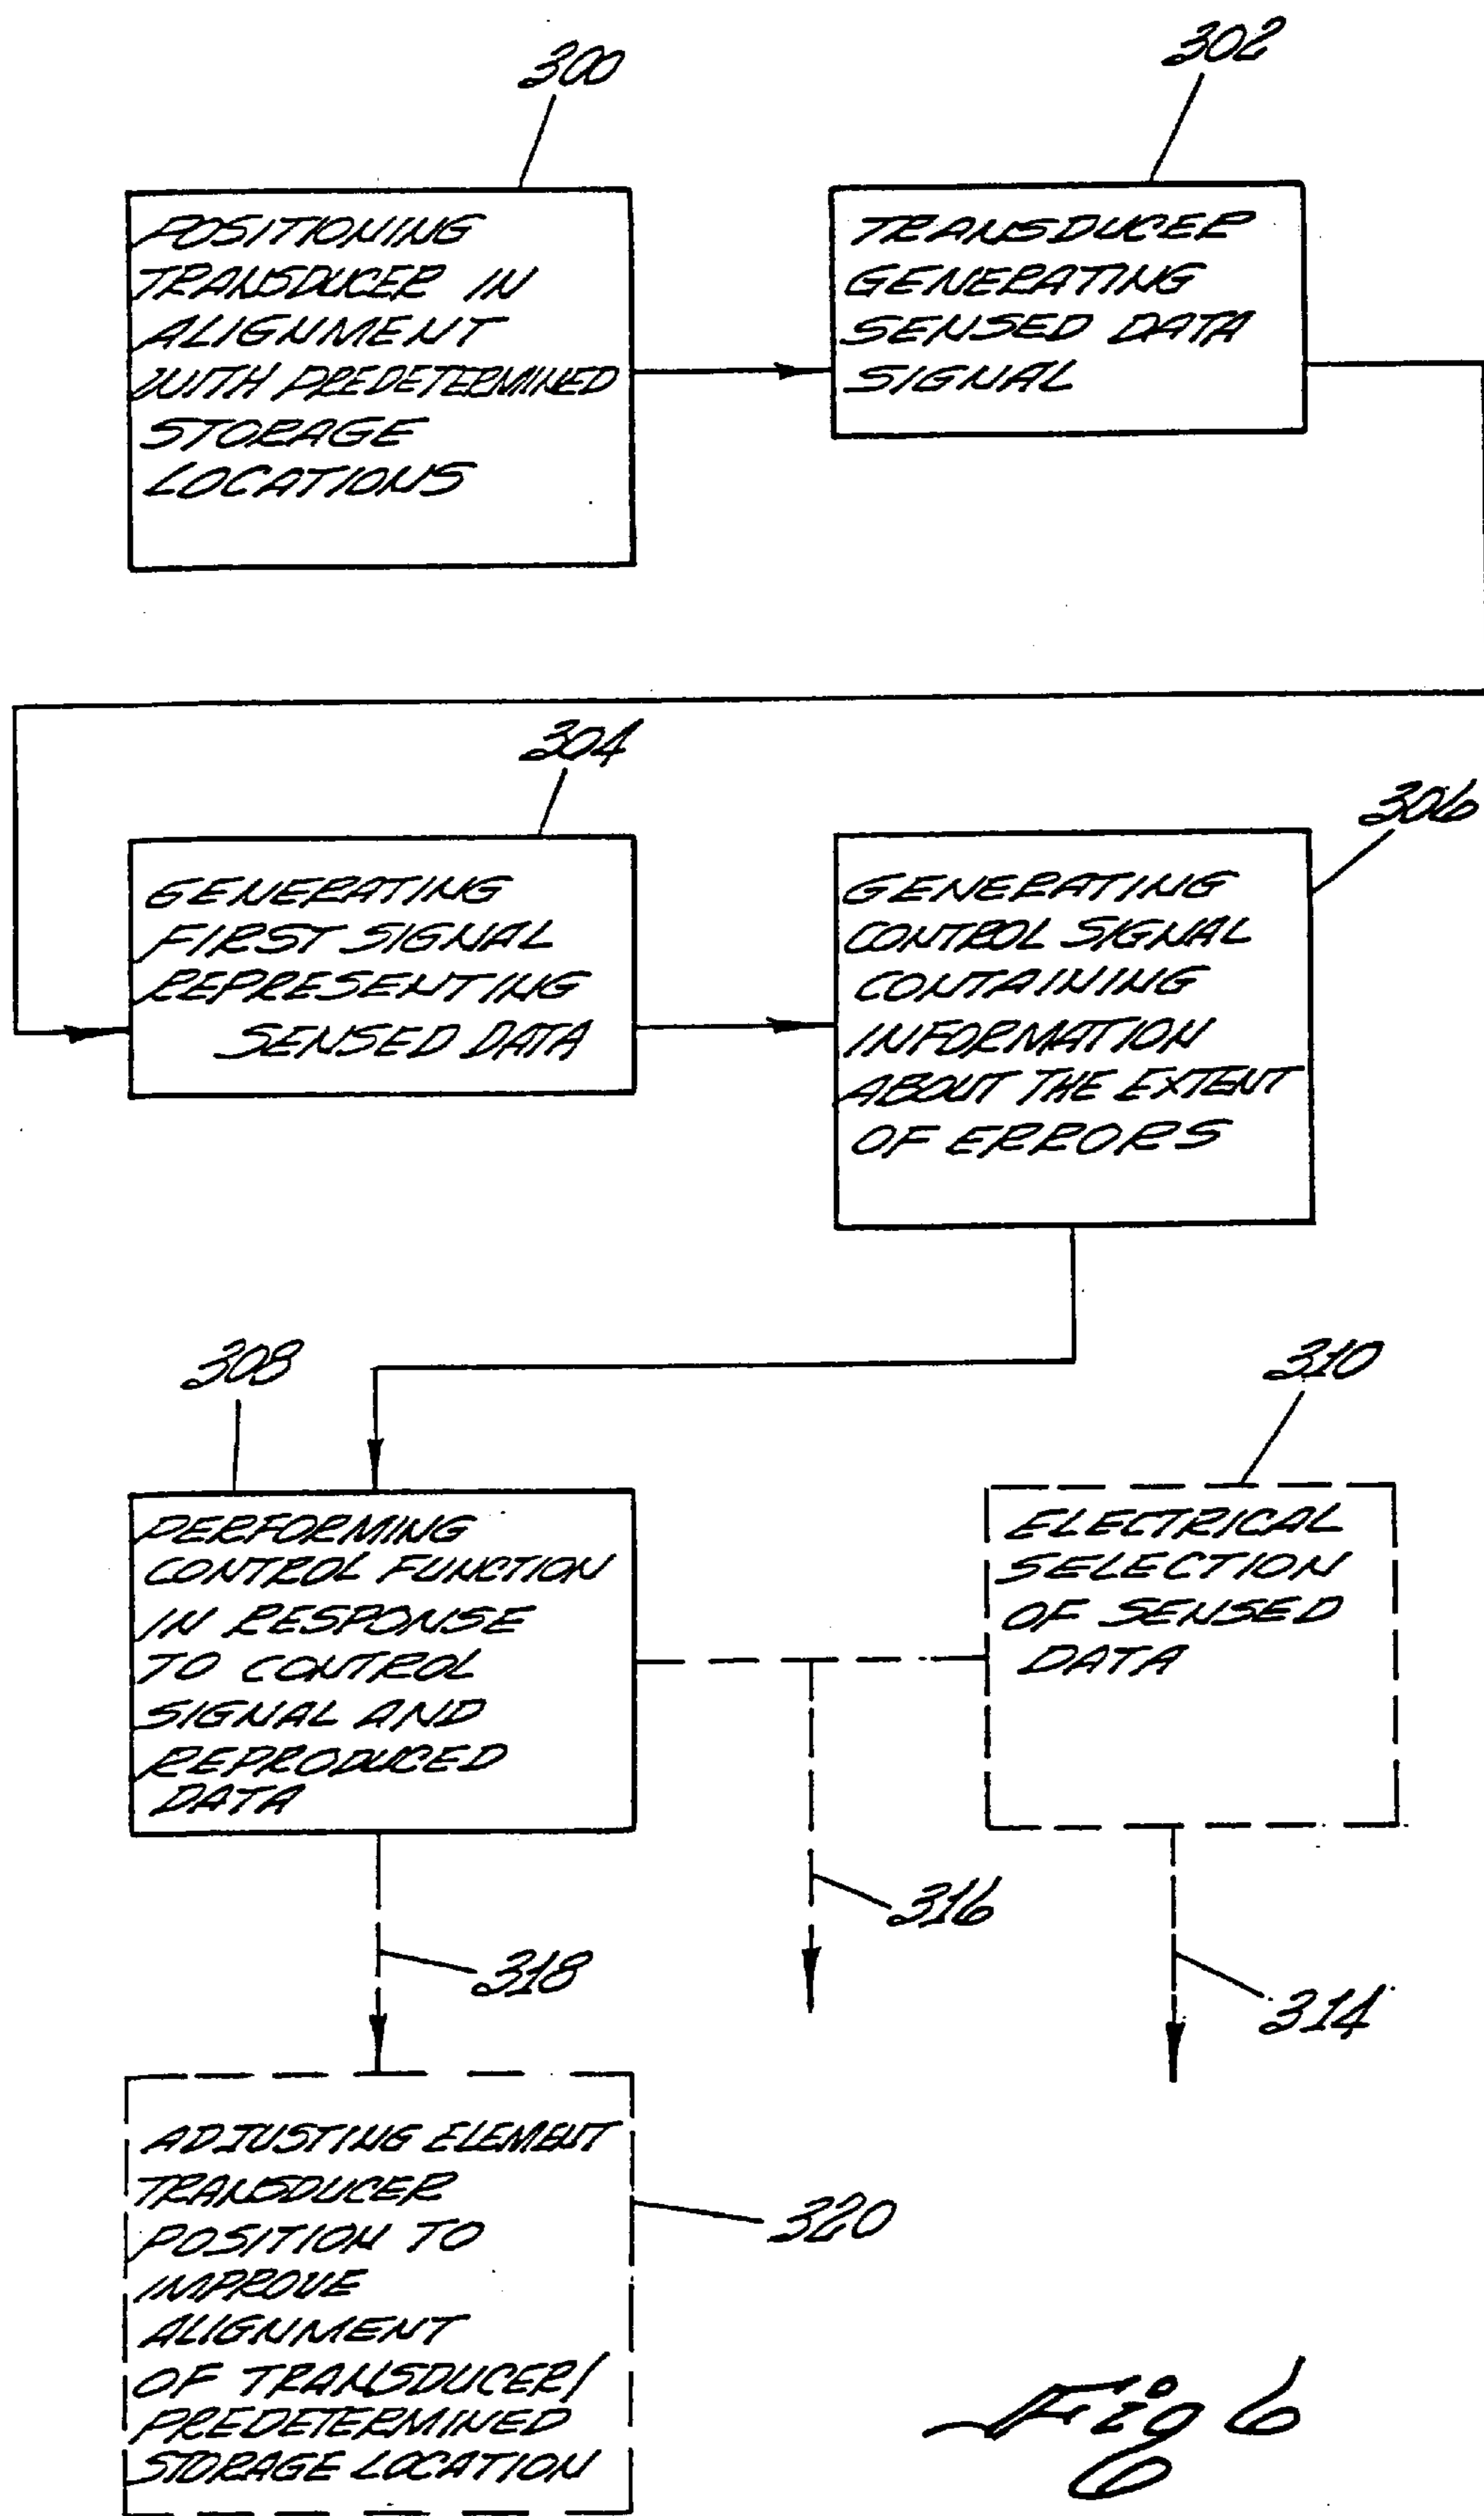 300
302
POSITIONING
TRANSDUCER IN
ALIGNMENT
WITH PREDETERMINED
STORAGE
LOCATIONS
TRANSDUCER
GENERATING
SENSED DATA
SIGNAL
304
306
GENERATING
FIRST SIGNAL
REPRESENTING
SENSED DATA
GENERATING
CONTROL SIGNAL
CONTAINING
INFORMATION
ABOUT THE EXTENT
OF ERRORS
308
310
PERFORMING
CONTROL FUNCTION
IN RESPONSE
TO CONTROL
SIGNAL AND
REPRODUCED
DATA
ELECTRICAL
SELECTION
OF SENSED
DATA
316
318
314
ADJUSTING ELEMENT
TRANSDUCER
POSITION TO
IMPROVE
ALIGNMENT
OF TRANSDUCER/
PREDETERMINED
STORAGE LOCATION
320
Fig 6